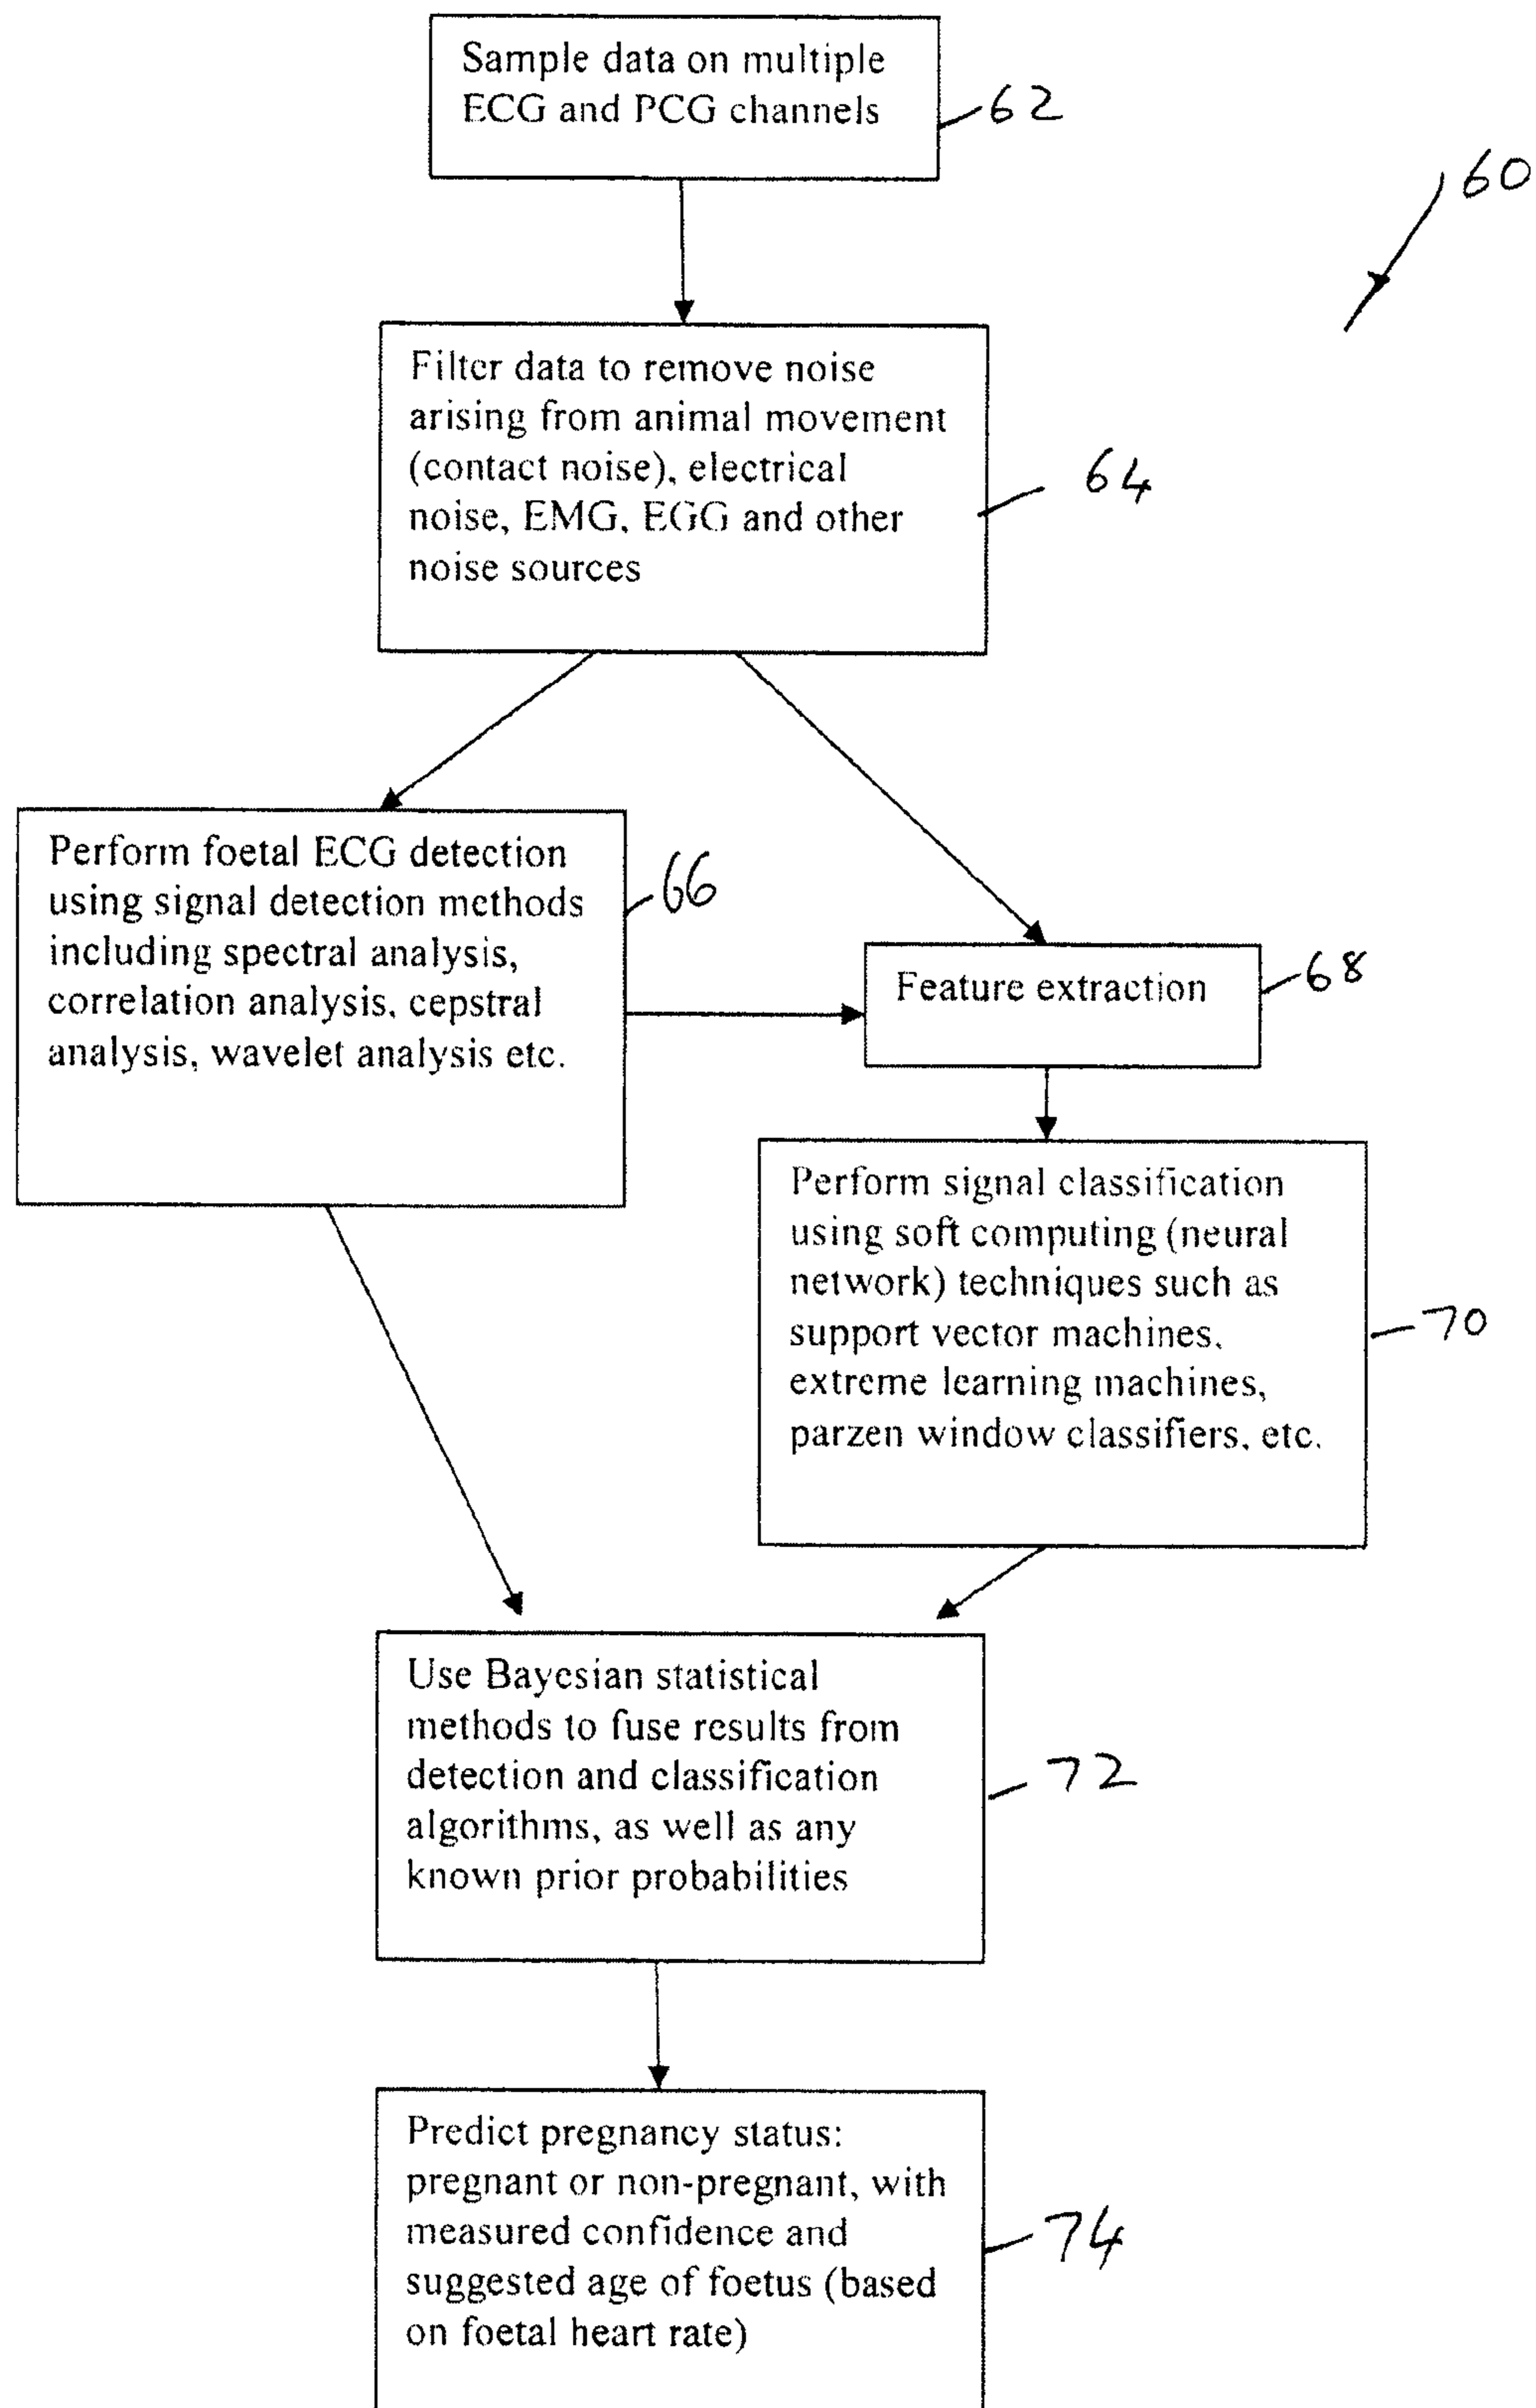 Sample data on multiple
ECG and PCG channels
62
60
Filter data to remove noise
arising from animal movement
(contact noise), electrical
noise, EMG, EGG and other
noise sources
64
Perform foetal ECG detection
using signal detection methods
including spectral analysis,
correlation analysis, cepstral
analysis, wavelet analysis etc.
66
Feature extraction
68
Perform signal classification
using soft computing (neural
network) techniques such as
support vector machines,
extreme learning machines,
parzen window classifiers, etc.
70
Use Bayesian statistical
methods to fuse results from
detection and classification
algorithms, as well as any
known prior probabilities
72
Predict pregnancy status:
pregnant or non-pregnant, with
measured confidence and
suggested age of foetus (based
on foetal heart rate)
74